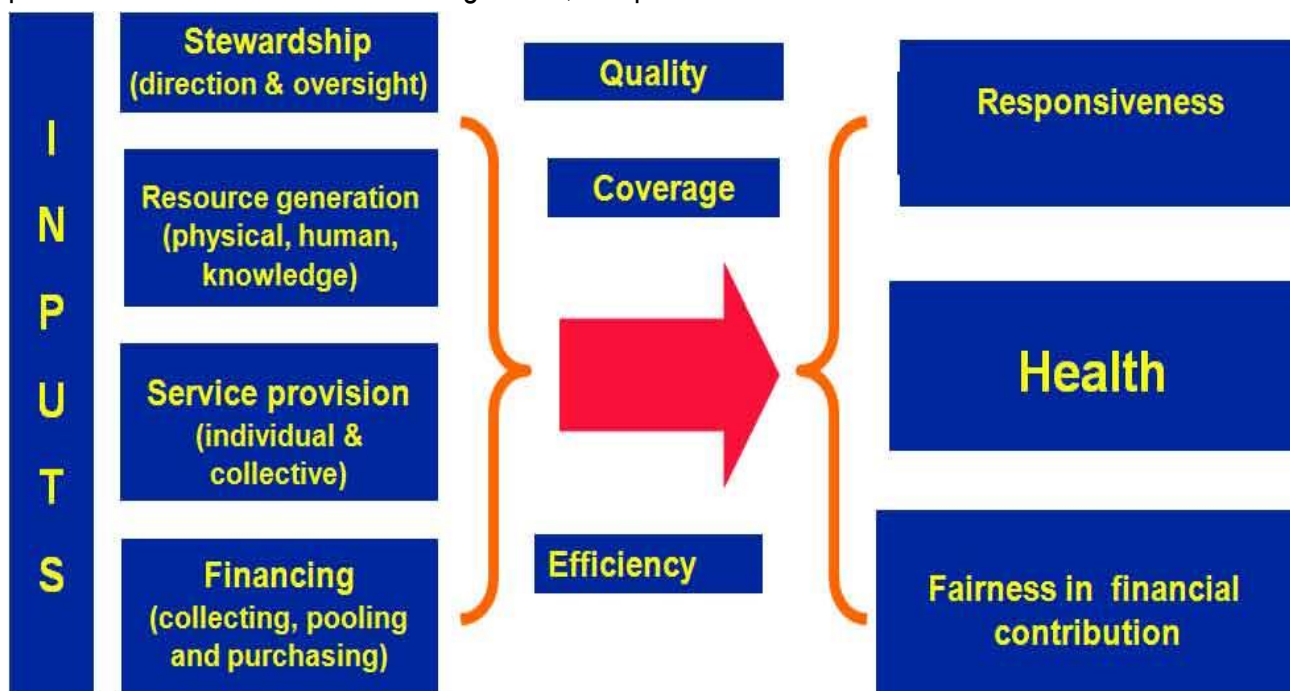 INPUTS
Stewardship
(direction & oversight)
Resource generation
(physical, human,
knowledge)
Service provision
(individual &
collective)
Financing
(collecting, pooling
and purchasing)
Quality
Coverage
Efficiency
Responsiveness
Health
Fairness in financial
contribution